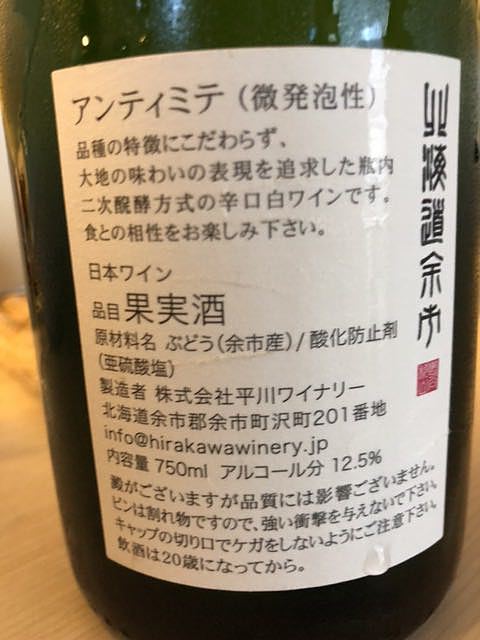 アンティミテ（微発泡性）
品種の特徴にこだわらず、
大地の味わいの表現を追求した瓶内
二次醗酵方式の辛口白ワインです。
食との相性をお楽しみ下さい。
日本ワイン
品目 果実酒
原材料名 ぶどう（余市産）/ 酸化防止剤
（亜硫酸塩）
製造者 株式会社平川ワイナリー
北海道余市郡余市町沢町201番地
info@hirakawawinery.jp
内容量 750ml アルコール分 12.5%
澱がございますが品質には影響ございません。
ビンは割れ物ですので、強い衝撃を与えないで下さい。
キャップの切り口でケガをしないようにご注意下さい。
飲酒は20歳になってから。
北海道余市